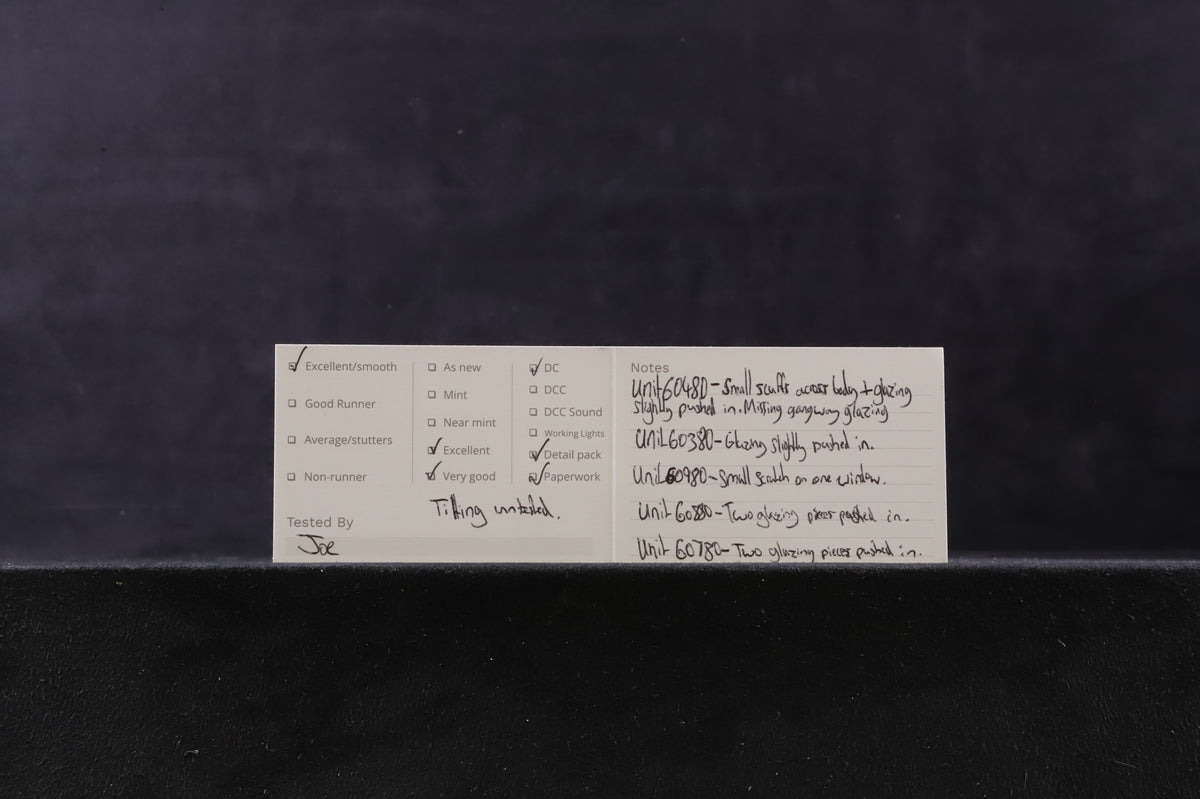 Excellent/smooth
Good Runner
Average/stutters
Non-runner
As new
Mint
Near mint
Excellent
Very good
DC
DCC
DCC Sound
Working Lights
Detail pack
Paperwork
Tilting untested.
Tested By
Joe
Notes
Unit 60480 - Small scuffs across body + glazing
slightly pushed in. Missing gangway glazing
Unit 60380 - Glazing slightly pushed in.
Unit 60980 - Small scratch on one window.
Unit - Two glazing pieces pushed in.
Unit 60780 - Two glazing pieces pushed in.